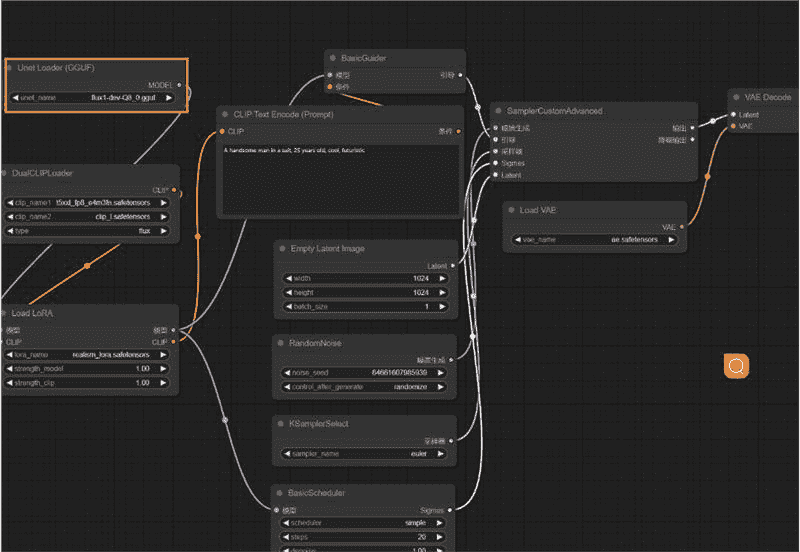 Unet Loader (GGUF)
MODEL
unet_name flux1-dev-Q8_0.gguf
DualCLIPLoader
CLIP
clip_name1 t5xxl_fp8_e4m3fn.safetensors
clip_name2 clip_l.safetensors
type flux
Load LoRA
模型 模型
CLIP CLIP
lora_name realism_lora.safetensors
strength_model 1.00
strength_clip 1.00
BasicGuider
模型 引导
条件
CLIP Text Encode (Prompt)
CLIP 条件
A handsome man in a suit, 25 years old, cool, futuristic
Empty Latent Image
Latent
width 1024
height 1024
batch_size 1
RandomNoise
噪波生成
noise_seed 64661607985939
control_after_generate randomize
KSamplerSelect
采样器
sampler_name euler
BasicScheduler
模型 Sigmas
scheduler simple
steps 20
denoise 1.00
SamplerCustomAdvanced
噪波生成 输出
引导 降噪输出
采样器
Sigmas
Latent
Load VAE
VAE
vae_name ae.safetensors
VAE Decode
Latent
VAE